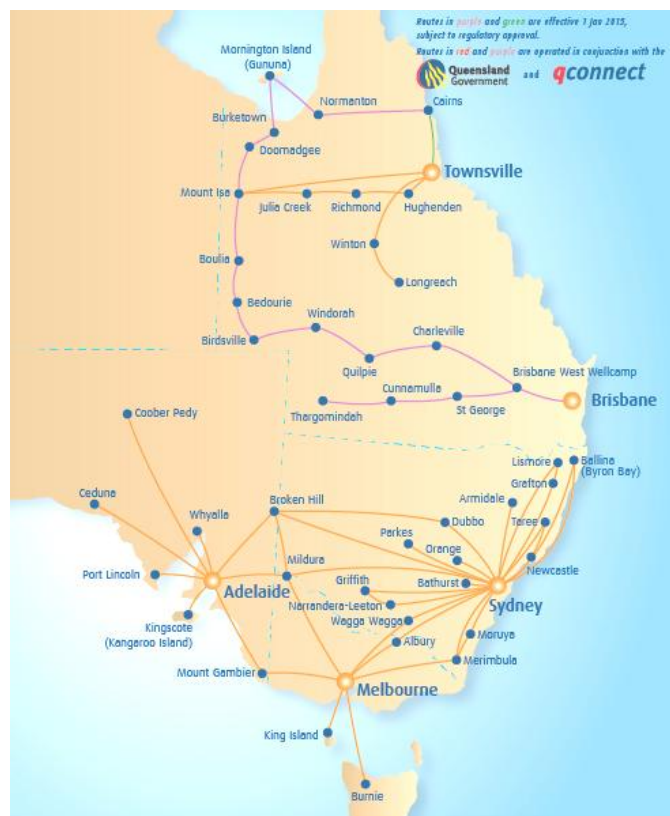 Routes in purple and green are effective 1 Jan 2015,
subject to regulatory approval.
Routes in red and purple are operated in conjunction with the
Queensland
Government
and
qconnect
Mornington Island
(Gununa)
Normanton
Cairns
Burketown
Doomadgee
Townsville
Mount Isa
Julia Creek
Richmond
Hughenden
Winton
Longreach
Boulia
Bedourie
Windorah
Birdsville
Charleville
Quilpie
Brisbane West Wellcamp
Cunnamulla
Brisbane
St George
Thargomindah
Coober Pedy
Lismore
Ballina
(Byron Bay)
Grafton
Ceduna
Broken Hill
Armidale
Whyalla
Dubbo
Taree
Parkes
Orange
Mildura
Newcastle
Port Lincoln
Adelaide
Griffith
Bathurst
Narrandera-Leeton
Sydney
Kingscote
(Kangaroo Island)
Wagga Wagga
Albury
Moruya
Merimbula
Mount Gambier
Melbourne
King Island
Burnie